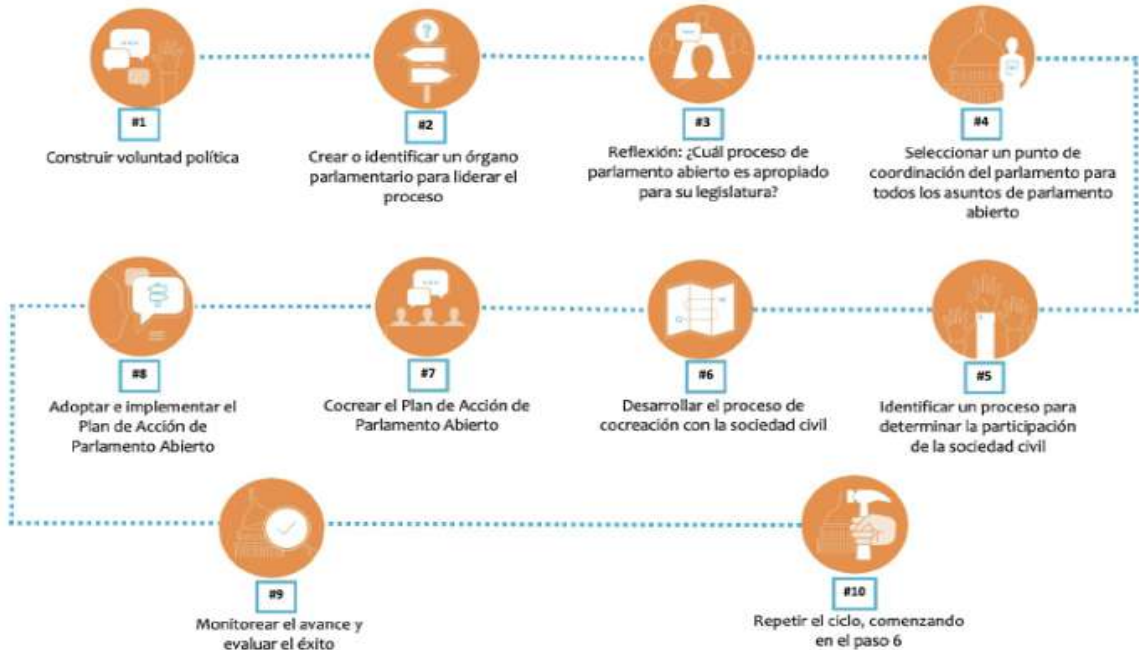 #1
Construir voluntad política
#2
Crear o identificar un órgano
parlamentario para liderar el
proceso
#3
Reflexión: ¿Cuál proceso de
parlamento abierto es apropiado
para su legislatura?
#4
Seleccionar un punto de
coordinación del parlamento para
todos los asuntos de parlamento
abierto
#5
Identificar un proceso para
determinar la participación
de la sociedad civil
#6
Desarrollar el proceso de
cocreación con la sociedad civil
#7
Cocrear el Plan de Acción de
Parlamento Abierto
#8
Adoptar e implementar el
Plan de Acción de
Parlamento Abierto
#9
Monitorear el avance y
evaluar el éxito
#10
Repetir el ciclo, comenzando
en el paso 6